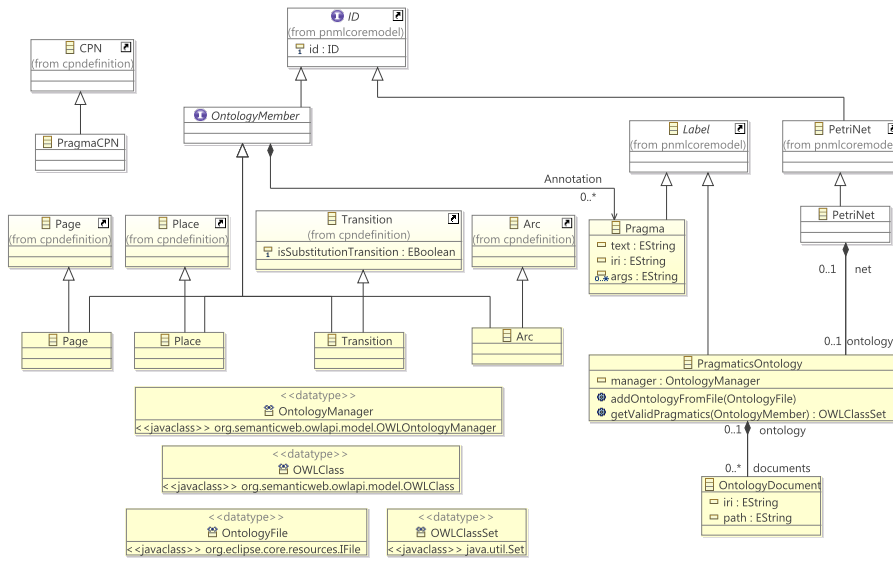 ID
(from pnmlcoremodel)
id : ID
CPN
(from cpndefinition)
PragmaCPN
OntologyMember
Label
(from pnmlcoremodel)
PetriNet
(from pnmlcoremode
Annotation
0..*
PetriNet
Page
(from cpndefinition)
Place
(from cpndefinition)
Transition
(from cpndefinition)
isSubstitutionTransition : EBoolean
Arc
(from cpndefinition)
Pragma
text : EString
iri : EString
0..* args : EString
0..1 net
0..1 ontology
Page
Place
Transition
Arc
PragmaticsOntology
manager : OntologyManager
addOntologyFromFile(OntologyFile)
getValidPragmatics(OntologyMember) : OWLClassSet
<<datatype>>
OntologyManager
<<javaclass>> org.semanticweb.owlapi.model.OWLOntologyManager
0..1 ontology
<<datatype>>
OWLClass
<<javaclass>> org.semanticweb.owlapi.model.OWLClass
0..* documents
OntologyDocument
iri : EString
path : EString
<<datatype>>
OntologyFile
<<javaclass>> org.eclipse.core.resources.IFile
<<datatype>>
OWLClassSet
<<javaclass>> java.util.Set